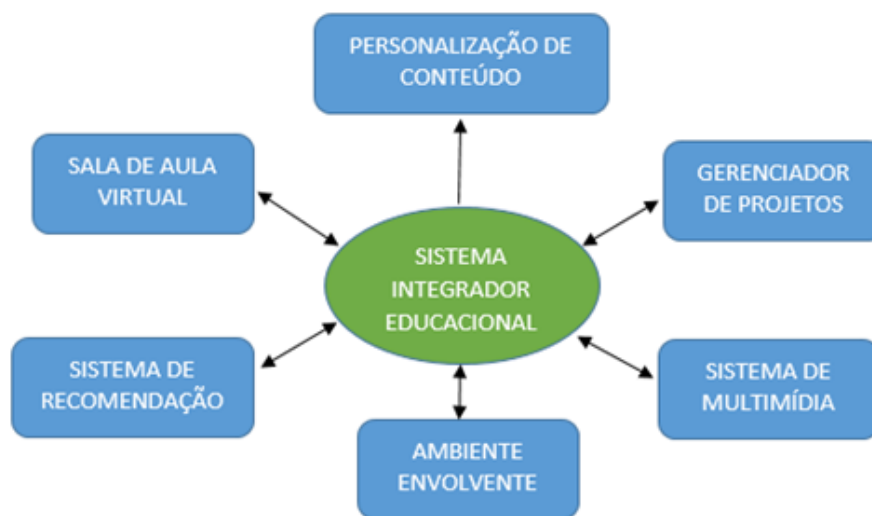 PERSONALIZAÇÃO DE
CONTEÚDO
SALA DE AULA
VIRTUAL
GERENCIADOR
DE PROJETOS
SISTEMA
INTEGRADOR
EDUCACIONAL
SISTEMA DE
RECOMENDAÇÃO
SISTEMA DE
MULTIMÍDIA
AMBIENTE
ENVOLVENTE